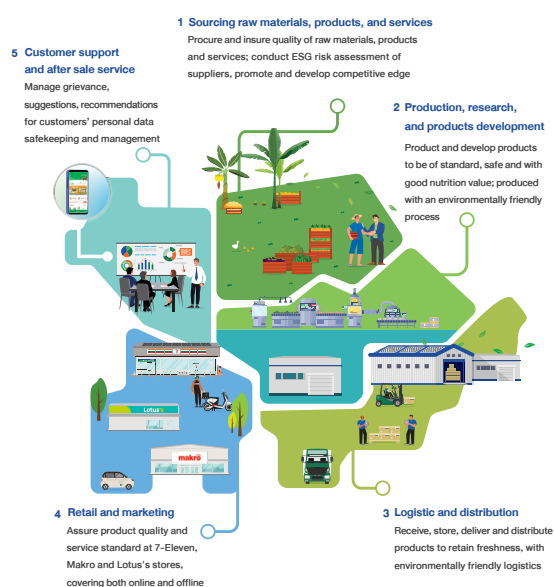 1 Sourcing raw materials, products, and services
Procure and insure quality of raw materials, products
and services; conduct ESG risk assessment of
suppliers, promote and develop competitive edge
5 Customer support
and after sale service
Manage grievance,
suggestions, recommendations
for customers' personal data
safekeeping and management
2 Production, research,
and products development
Product and develop products
to be of standard, safe and with
good nutrition value; produced
with an environmentally friendly
process
7
Lotus's
makro
4 Retail and marketing
Assure product quality and
service standard at 7-Eleven,
Makro and Lotus's stores,
covering both online and offline
3 Logistic and distribution
Receive, store, deliver and distribute
products to retain freshness, with
environmentally friendly logistics